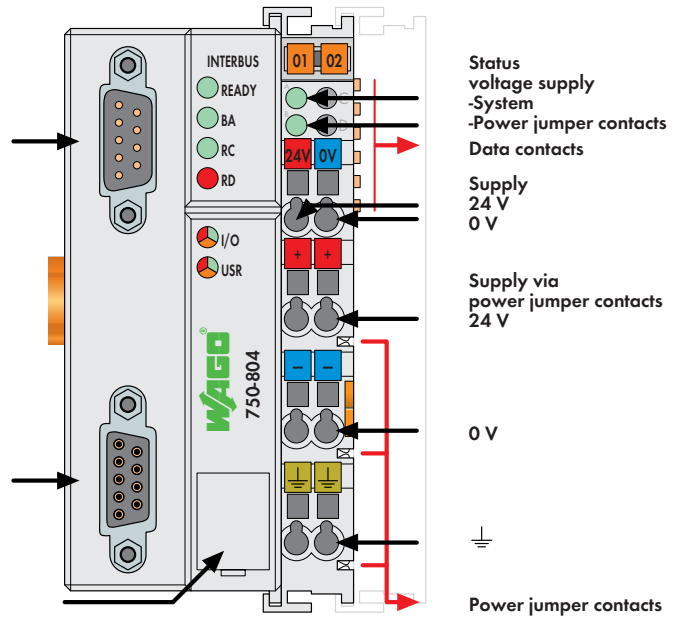 INTERBUS
READY
BA
RC
RD
I/O
USR
WAGO®
750-804
01 02
A C
B D
24V 0V
+ +
− −
Status
voltage supply
-System
-Power jumper contacts
Data contacts
Supply
24 V
0 V
Supply via
power jumper contacts
24 V
0 V
Power jumper contacts